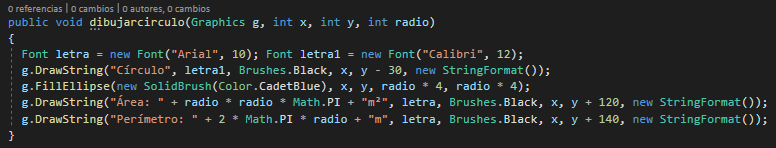 0 referencias | 0 cambios | 0 autores, 0 cambios
public void dibujarcirculo(Graphics g, int x, int y, int radio)
{
Font letra = new Font("Arial", 10); Font letra1 = new Font("Calibri", 12);
g.DrawString("Círculo", letra1, Brushes.Black, x, y - 30, new StringFormat());
g.FillEllipse(new SolidBrush(Color.CadetBlue), x, y, radio * 4, radio * 4);
g.DrawString("Área: " + radio * radio * Math.PI + "m²", letra, Brushes.Black, x, y + 120, new StringFormat());
g.DrawString("Perímetro: " + 2 * Math.PI * radio + "m", letra, Brushes.Black, x, y + 140, new StringFormat());
}